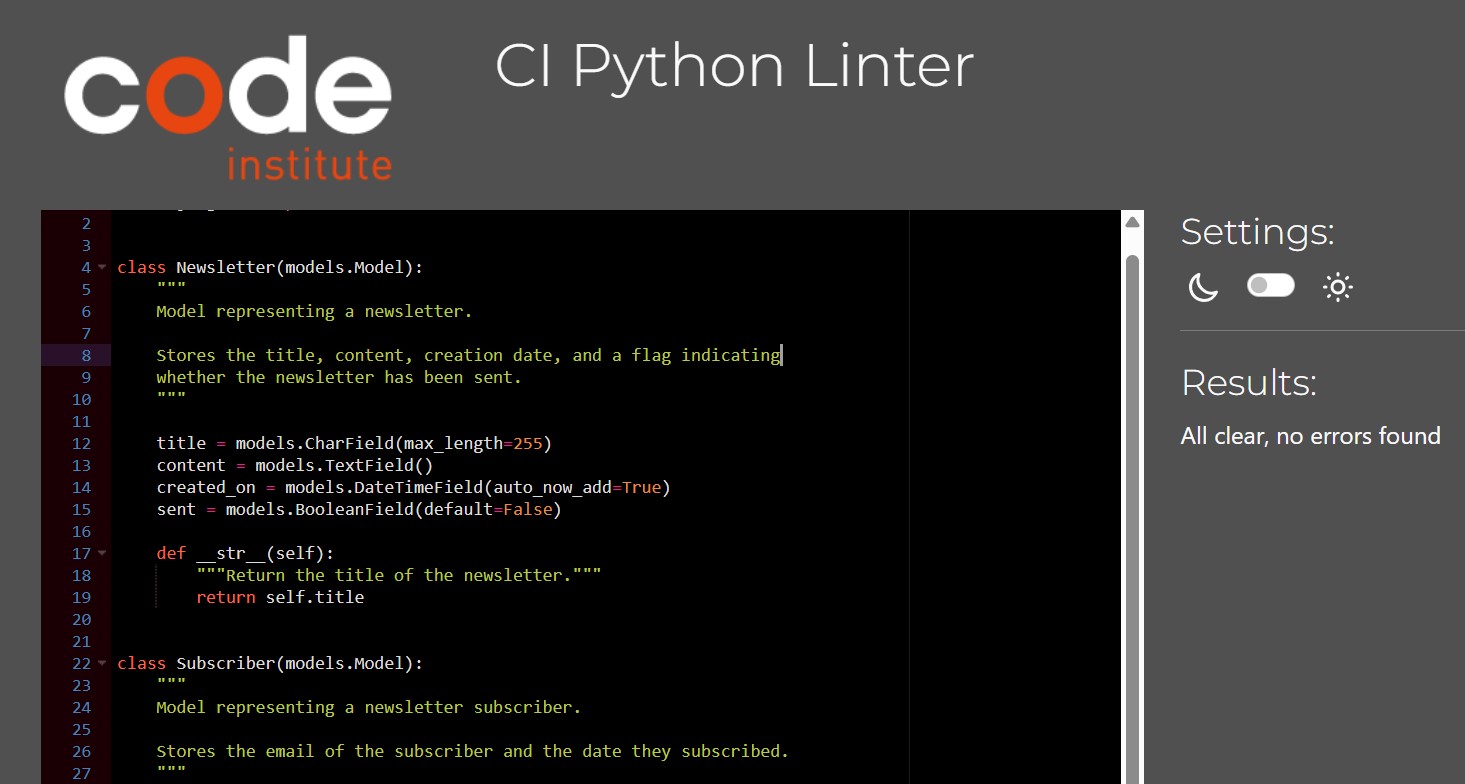 code
institute
CI Python Linter
2
3
4 class Newsletter(models.Model):
5     """
6     Model representing a newsletter.
7
8     Stores the title, content, creation date, and a flag indicating
9     whether the newsletter has been sent.
10     """
11
12     title = models.CharField(max_length=255)
13     content = models.TextField()
14     created_on = models.DateTimeField(auto_now_add=True)
15     sent = models.BooleanField(default=False)
16
17     def __str__(self):
18         """Return the title of the newsletter."""
19         return self.title
20
21
22 class Subscriber(models.Model):
23     """
24     Model representing a newsletter subscriber.
25
26     Stores the email of the subscriber and the date they subscribed.
27     """
Settings:
Results:
All clear, no errors found